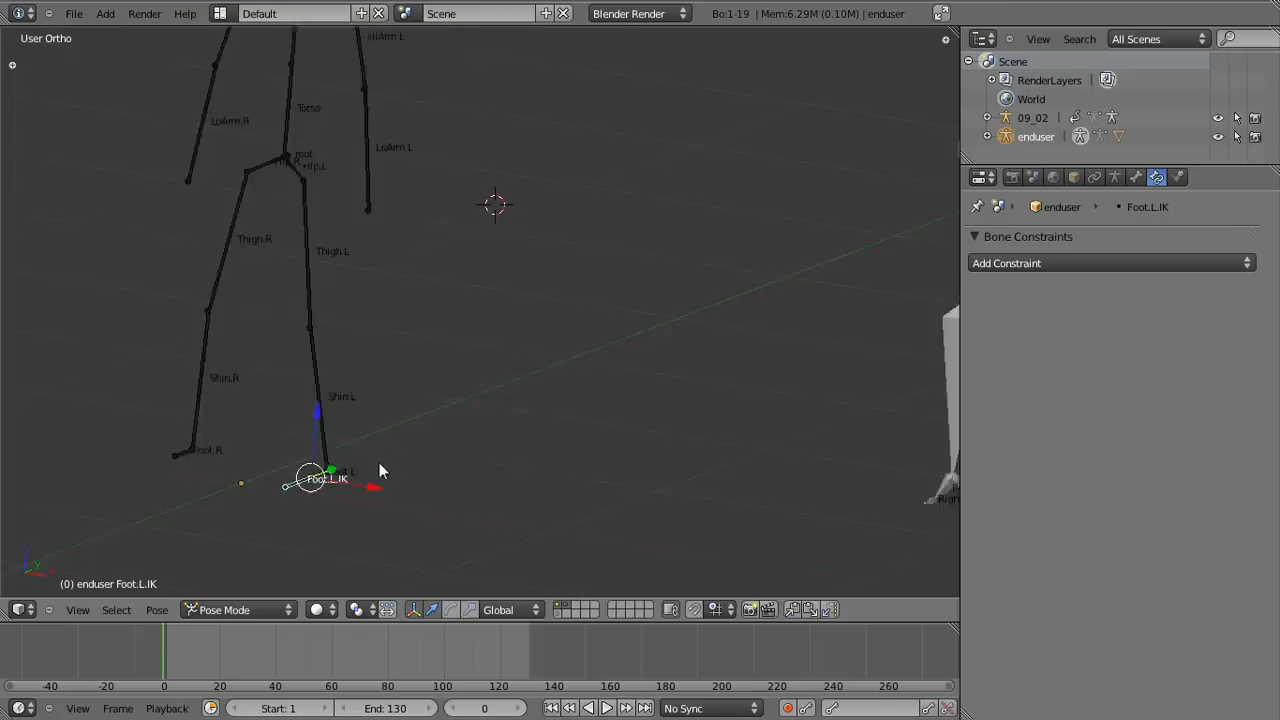 File Add Render Help Default Scene Blender Render Bo:1-19 | Mem:6.29M (0.10M) | enduser
User Ortho
View Search All Scenes
Scene
RenderLayers
World
09_02
enduser
enduser Foot.L.IK
Bone Constraints
Add Constraint
HiArm.L
Torso
LoArm.R
LoArm.L
Hip.L
Thigh.R
Thigh.L
Shin.R
Shin.L
Foot.R
Foot.L.IK
(0) enduser Foot.L.IK
View Select Pose Pose Mode Global
-40 -20 0 20 40 60 80 100 120 140 160 180 200 220 240 260
View Frame Playback Start: 1 End: 130 0 No Sync